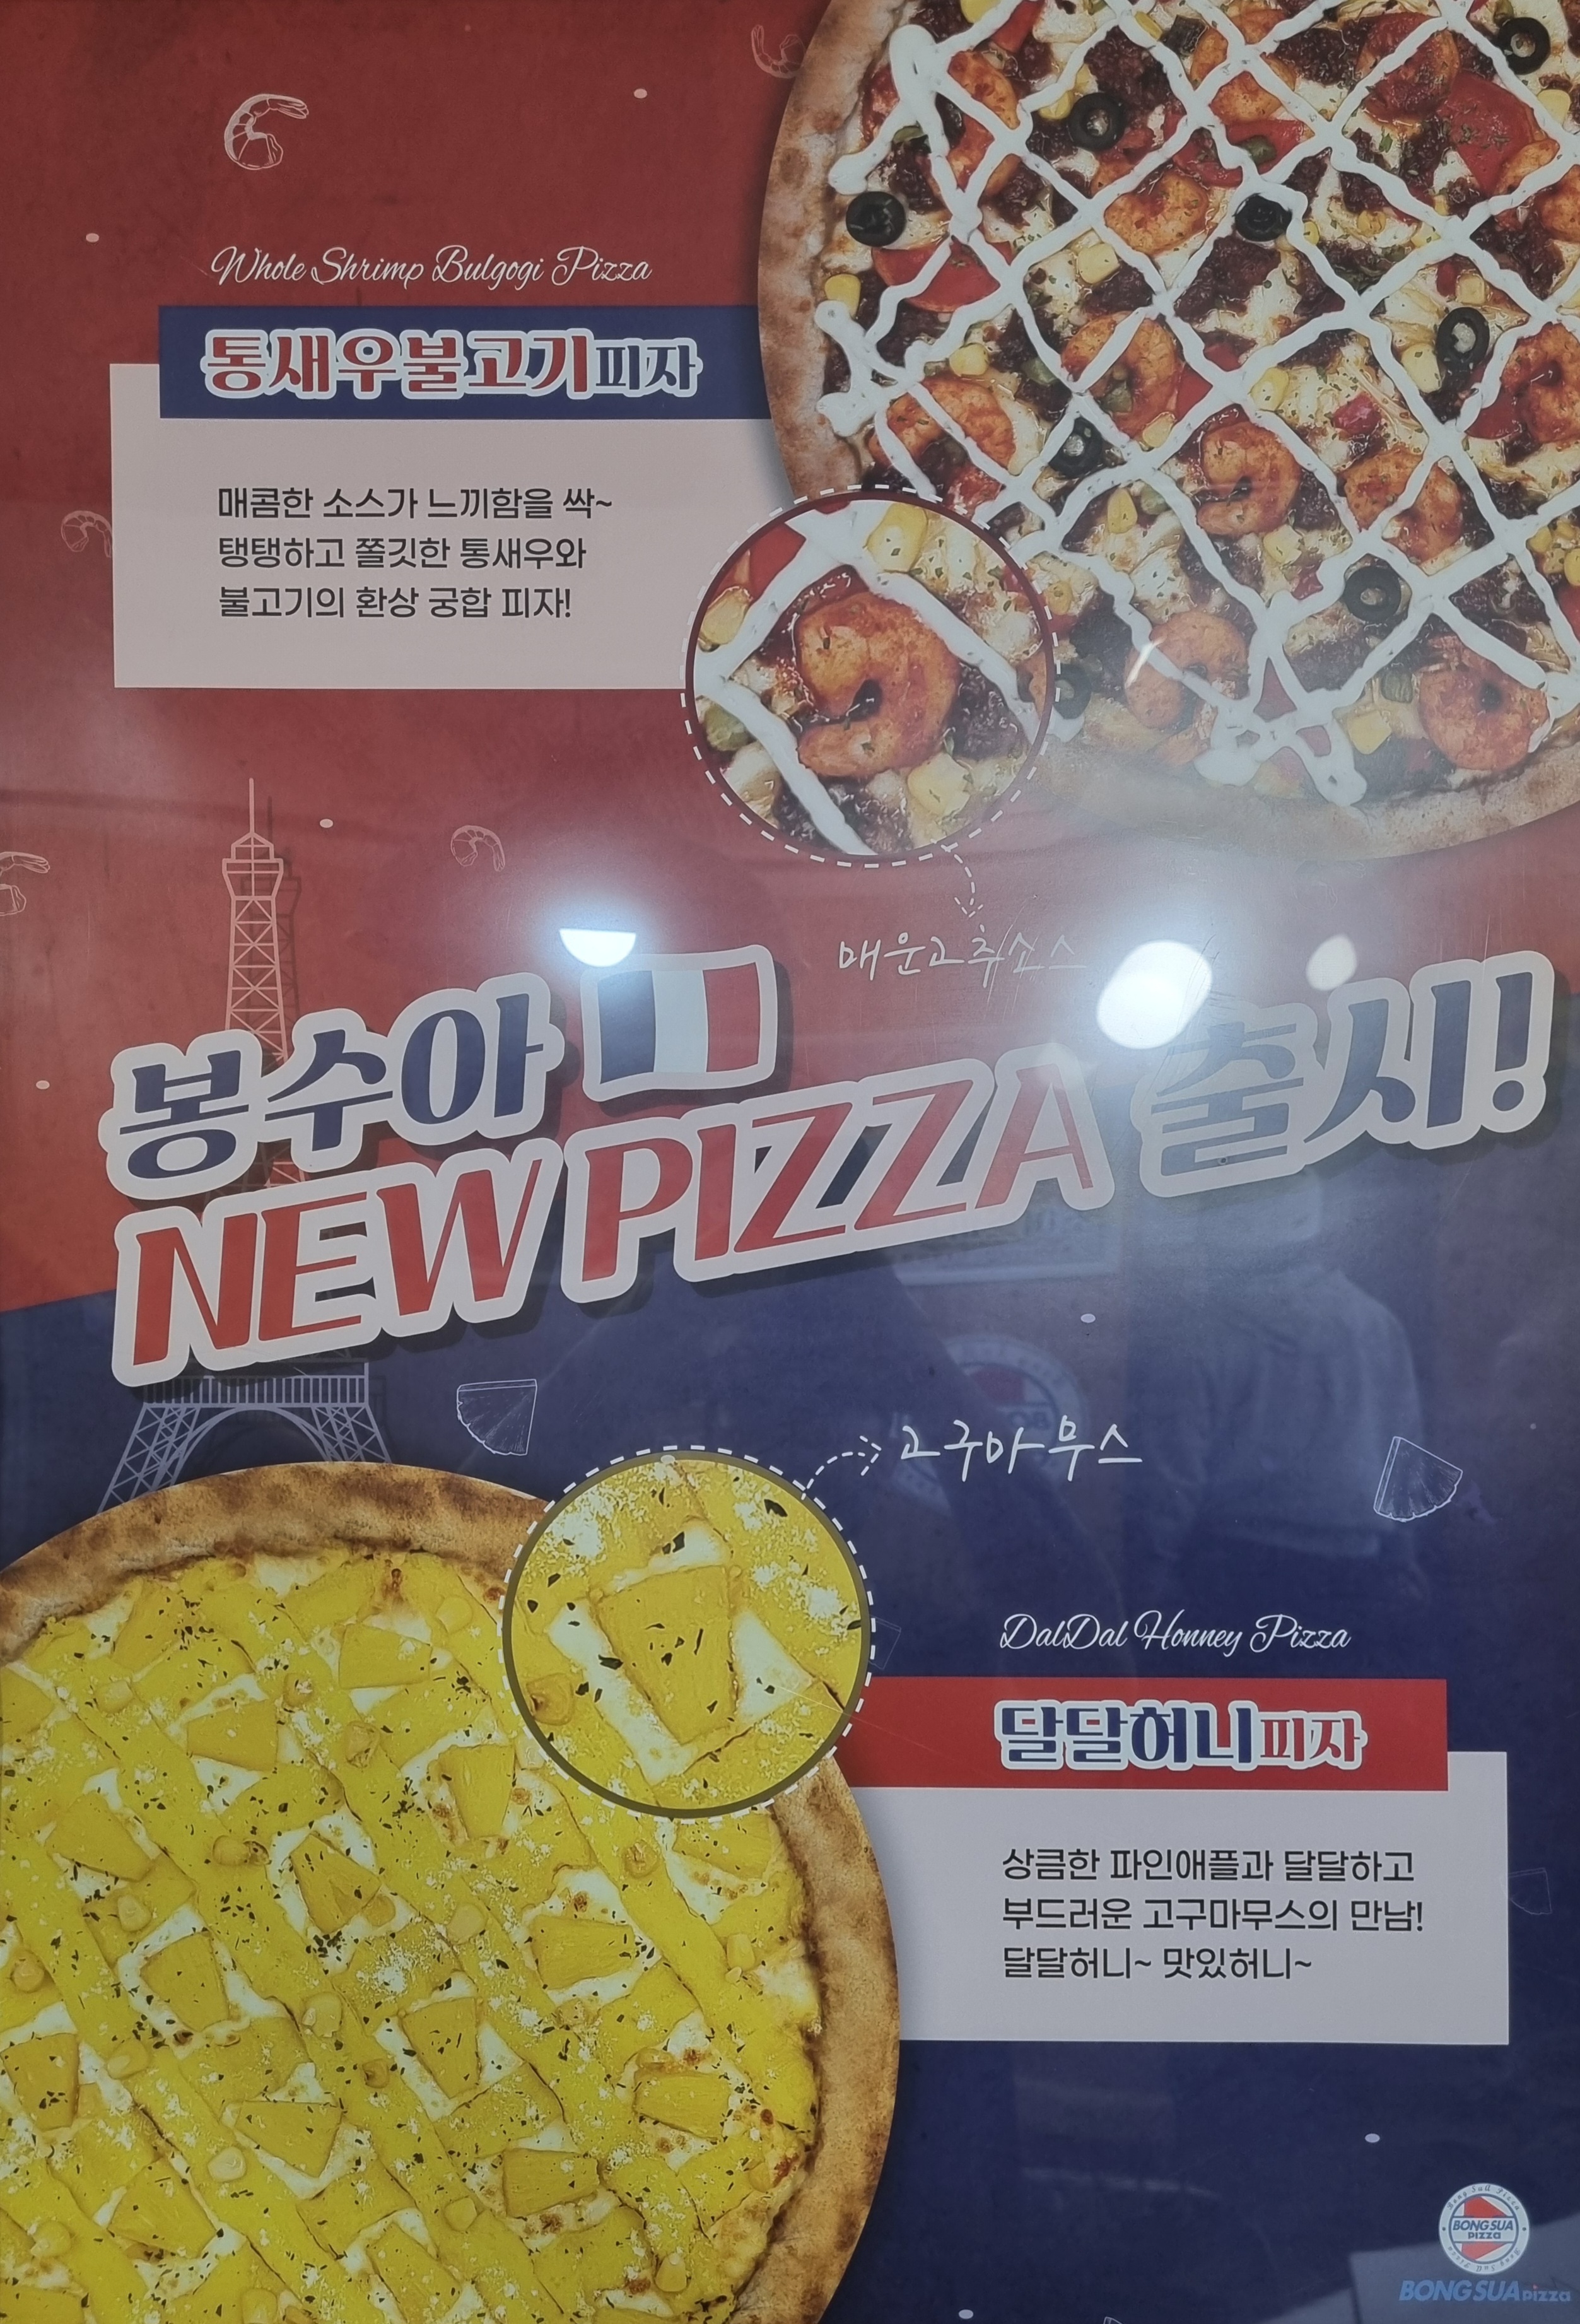 Whole Shrimp Bulgogi Pizza
통새우불고기피자
매콤한 소스가 느끼함을 싹~
탱탱하고 쫄깃한 통새우와
불고기의 환상 궁합 피자!
매운고추소스
봉수아
NEW PIZZA 출시!
고구마무스
DalDal Honney Pizza
달달허니피자
상큼한 파인애플과 달달하고
부드러운 고구마무스의 만남!
달달허니~ 맛있허니~
BONGSUA
pizza
BONGSUA pizza